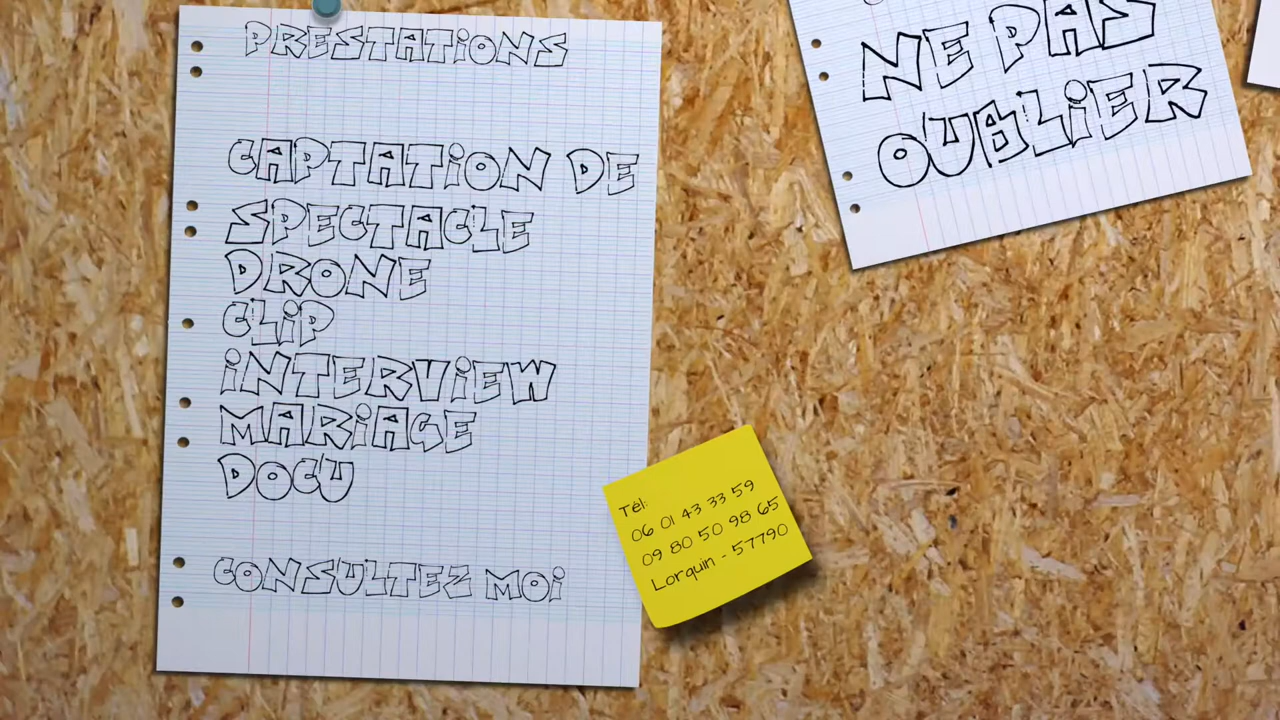 PRESTATIONS
CAPTATION DE
SPECTACLE
DRONE
CLIP
INTERVIEW
MARIAGE
DOCU
CONSULTEZ MOI
NE PAS
OUBLIER
Tél:
06 01 43 33 59
09 80 50 98 65
Lorquin - 57790